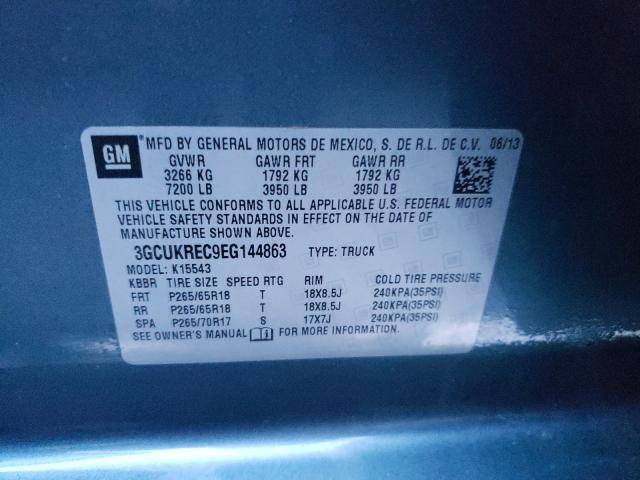 GM
MFD BY GENERAL MOTORS DE MEXICO, S. DE R.L. DE C.V. 06/13
GVWR GAWR FRT GAWR RR
3266 KG 1792 KG 1792 KG
7200 LB 3950 LB 3950 LB
THIS VEHICLE CONFORMS TO ALL APPLICABLE U.S. FEDERAL MOTOR
VEHICLE SAFETY STANDARDS IN EFFECT ON THE DATE OF
MANUFACTURE SHOWN ABOVE.
3GCUKREC9EG144863 TYPE: TRUCK
MODEL: K15543
KBBR TIRE SIZE SPEED RTG RIM COLD TIRE PRESSURE
FRT P265/65R18 T 18X8.5J 240KPA(35PSI)
RR P265/65R18 T 18X8.5J 240KPA(35PSI)
SPA P265/70R17 S 17X7J 240KPA(35PSI)
SEE OWNER'S MANUAL FOR MORE INFORMATION.